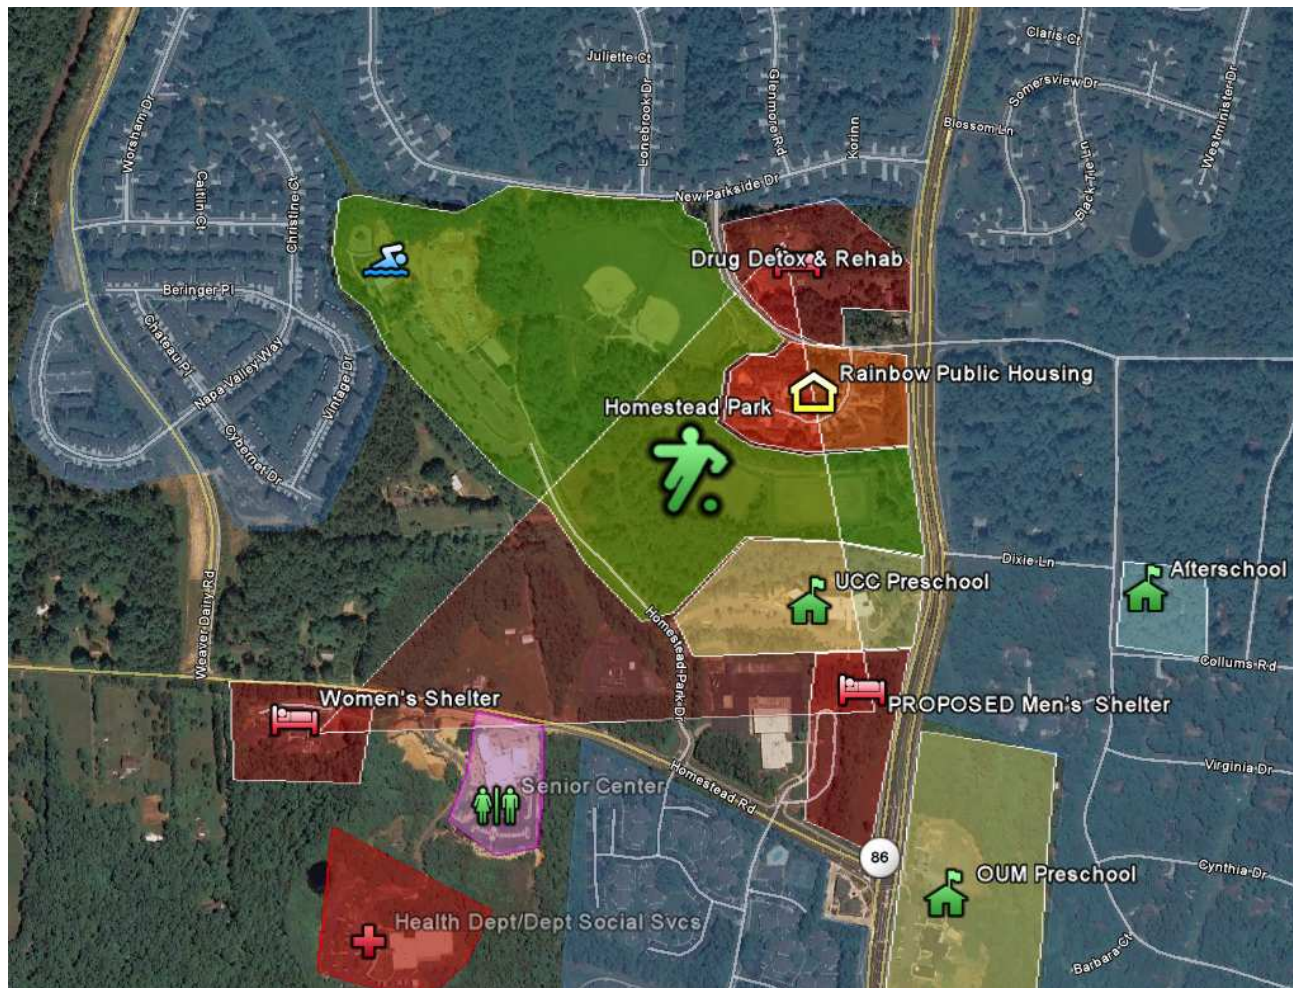 Juliette Ct
Lonebrook Dr
Glenmore Rd
Korinn
Claris Ct
Somersview Dr
Westminister Dr
Blossom Ln
Black Tie Ln
Worsham Dr
Caitlin Ct
Christine Ct
New Parkside Dr
Drug Detox & Rehab
Beringer Pl
Chateau Pl
Napa Valley Way
Vintage Dr
Cybernet Dr
Rainbow Public Housing
Homestead Park
Weaver Dairy Rd
Dixie Ln
Afterschool
UCC Preschool
Homestead Park Dr
Collums Rd
Women's Shelter
PROPOSED Men's Shelter
Senior Center
Homestead Rd
Virginia Dr
86
Cynthia Dr
OUM Preschool
Health Dept/Dept Social Svcs
Barbara Ct